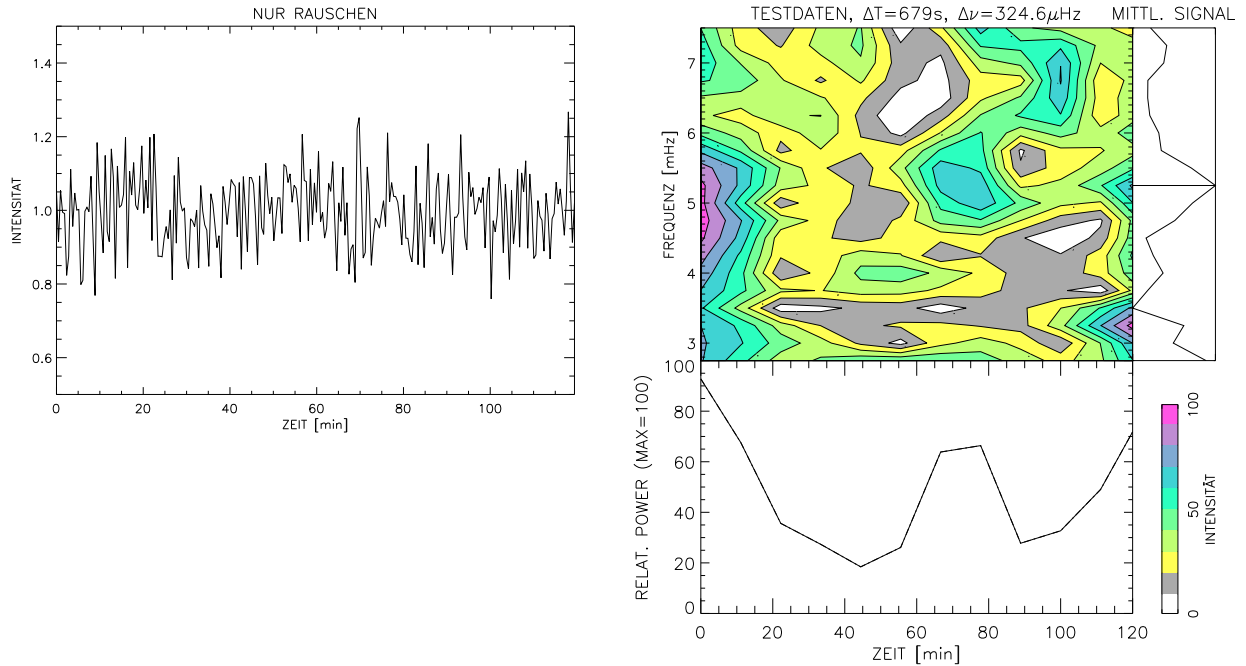 NUR RAUSCHEN
INTENSITAT
1.4
1.2
1.0
0.8
0.6
0 20 40 60 80 100
ZEIT [min]
TESTDATEN, ΔT=679s, Δν=324.6μHz MITTL. SIGNAL
FREQUENZ [mHz]
7
6
5
4
3
RELAT. POWER (MAX=100)
100
80
60
40
20
0
0 20 40 60 80 100 120
ZEIT [min]
100
50
0
INTENSITÄT